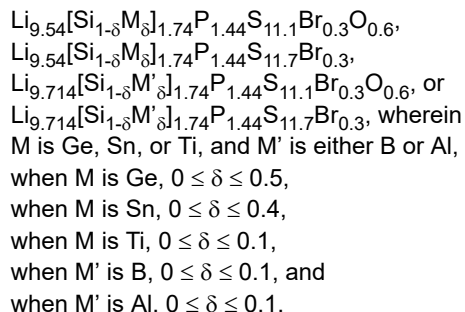 Li₉.₅₄[Si₁₋δMδ]₁.₇₄P₁.₄₄S₁₁.₁Br₀.₃O₀.₆,
Li₉.₅₄[Si₁₋δMδ]₁.₇₄P₁.₄₄S₁₁.₇Br₀.₃,
Li₉.₇₁₄[Si₁₋δM’δ]₁.₇₄P₁.₄₄S₁₁.₁Br₀.₃O₀.₆, or
Li₉.₇₁₄[Si₁₋δM’δ]₁.₇₄P₁.₄₄S₁₁.₇Br₀.₃, wherein
M is Ge, Sn, or Ti, and M’ is either B or Al,
when M is Ge, 0 ≤ δ ≤ 0.5,
when M is Sn, 0 ≤ δ ≤ 0.4,
when M is Ti, 0 ≤ δ ≤ 0.1,
when M’ is B, 0 ≤ δ ≤ 0.1, and
when M’ is Al, 0 ≤ δ ≤ 0.1.